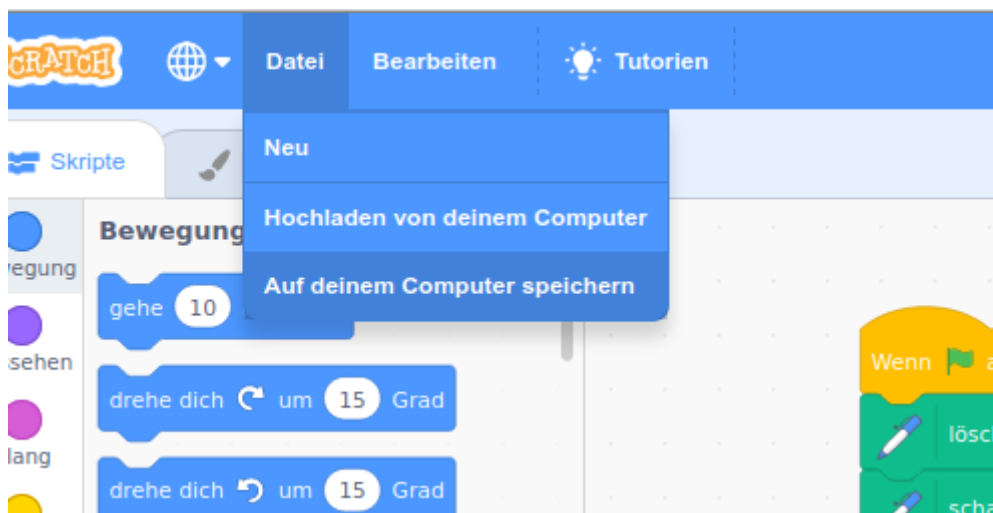 SCRATCH Datei Bearbeiten Tutorien
Skripte
Neu
Hochladen von deinem Computer
Auf deinem Computer speichern
Bewegung
gehe 10
drehe dich um 15 Grad
drehe dich um 15 Grad
Wenn